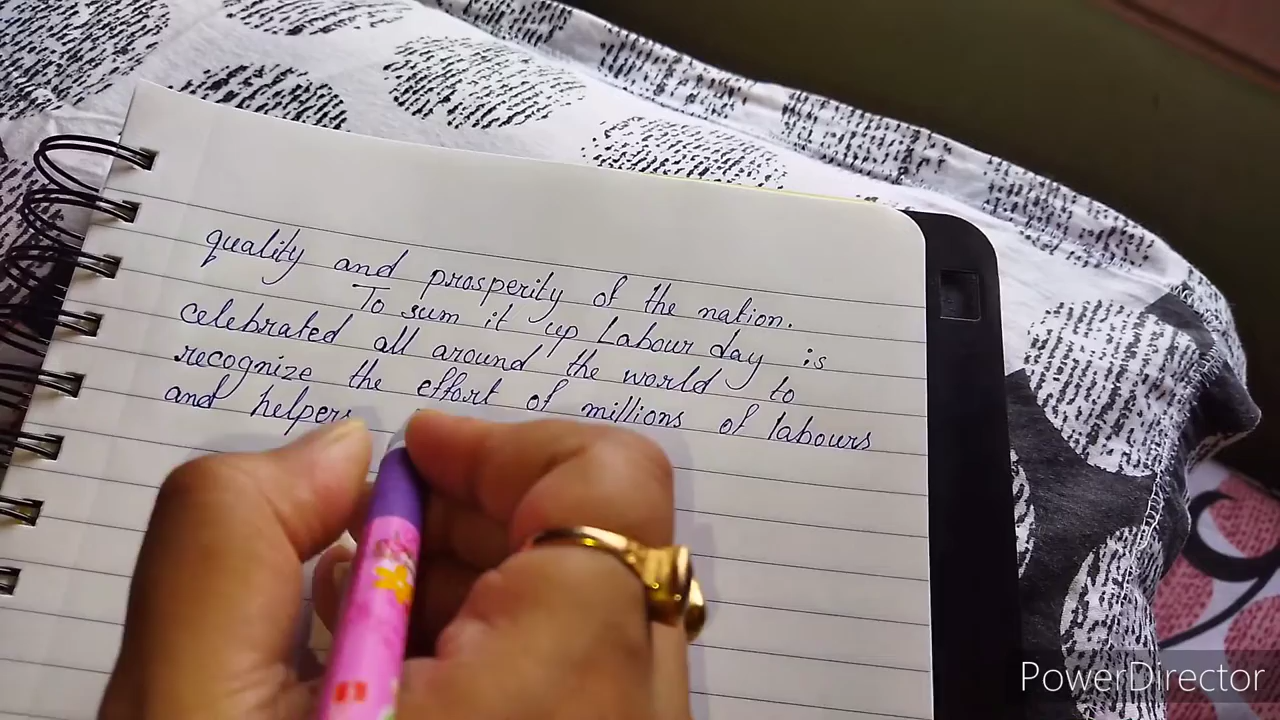 quality and prosperity of the nation.
To sum it up Labour day is
celebrated all around the world to
recognize the effort of millions of labours
and helpers
PowerDirector